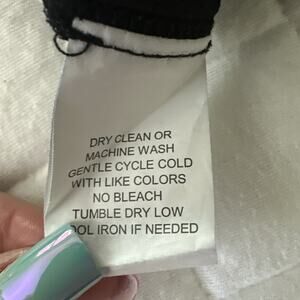 DRY CLEAN OR
MACHINE WASH
GENTLE CYCLE COLD
WITH LIKE COLORS
NO BLEACH
TUMBLE DRY LOW
OOL IRON IF NEEDED